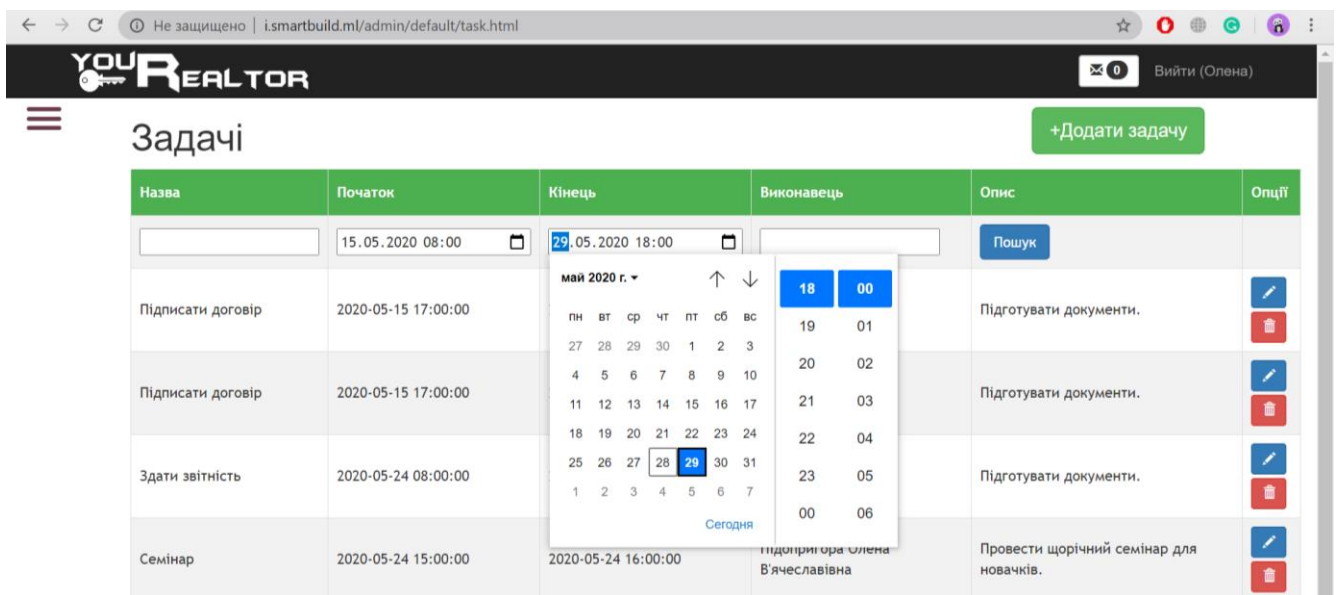 Не защищено | i.smartbuild.ml/admin/default/task.html
YOU REALTOR
0 Вийти (Олена)
Задачі +Додати задачу
Назва Початок Кінець Виконавець Опис Опції
15.05.2020 08:00 29.05.2020 18:00 Пошук
май 2020 г.
пн вт ср чт пт сб вс
27 28 29 30 1 2 3
4 5 6 7 8 9 10
11 12 13 14 15 16 17
18 19 20 21 22 23 24
25 26 27 28 29 30 31
1 2 3 4 5 6 7
Сегодня
18 00
19 01
20 02
21 03
22 04
23 05
00 06
Підписати договір 2020-05-15 17:00:00 Підготувати документи.
Підписати договір 2020-05-15 17:00:00 Підготувати документи.
Здати звітність 2020-05-24 08:00:00 Підготувати документи.
Семінар 2020-05-24 15:00:00 2020-05-24 16:00:00 Підопригора Олена
В'ячеславівна
Провести щорічний семінар для
новачків.